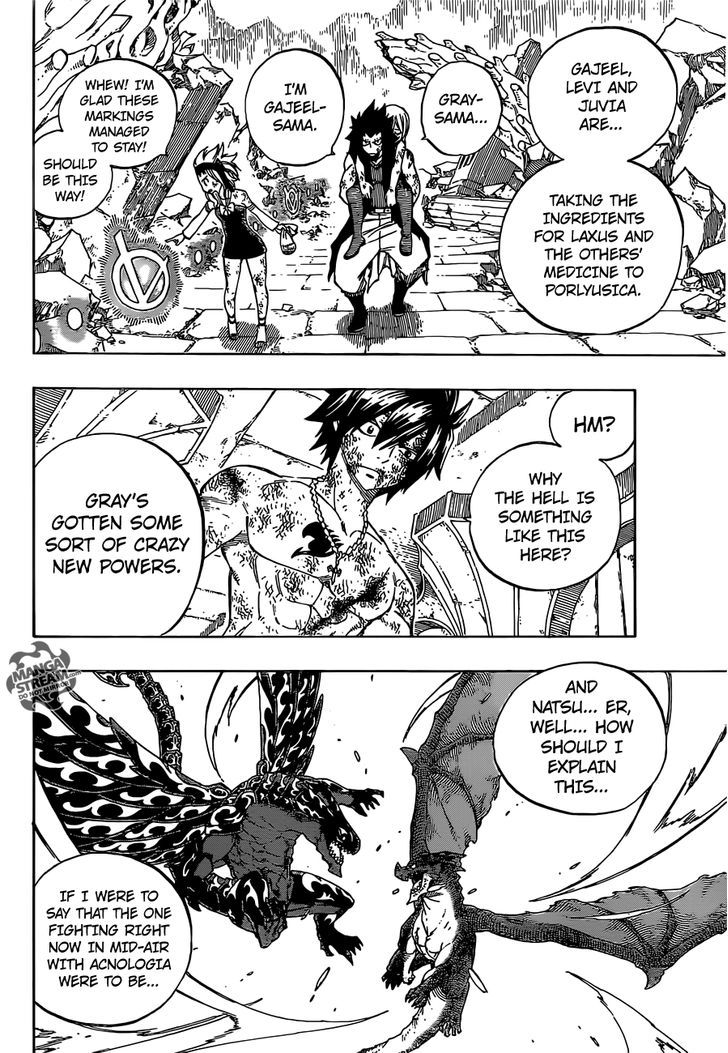 GAJEEL,
LEVI AND
JUVIA
ARE...
TAKING THE
INGREDIENTS
FOR LAXUS AND
THE OTHERS'
MEDICINE TO
PORLYUSICA.
GRAY-
SAMA...
I'M
GAJEEL-
SAMA.
WHEW! I'M
GLAD THESE
MARKINGS
MANAGED
TO STAY!
SHOULD
BE THIS
WAY!
HM?
WHY
THE HELL IS
SOMETHING
LIKE THIS
HERE?
GRAY'S
GOTTEN SOME
SORT OF CRAZY
NEW POWERS.
MANGA
STREAM.com
DO NOT MIRROR
AND
NATSU... ER,
WELL... HOW
SHOULD I
EXPLAIN
THIS...
IF I WERE TO
SAY THAT THE ONE
FIGHTING RIGHT
NOW IN MID-AIR
WITH ACNOLOGIA
WERE TO BE...